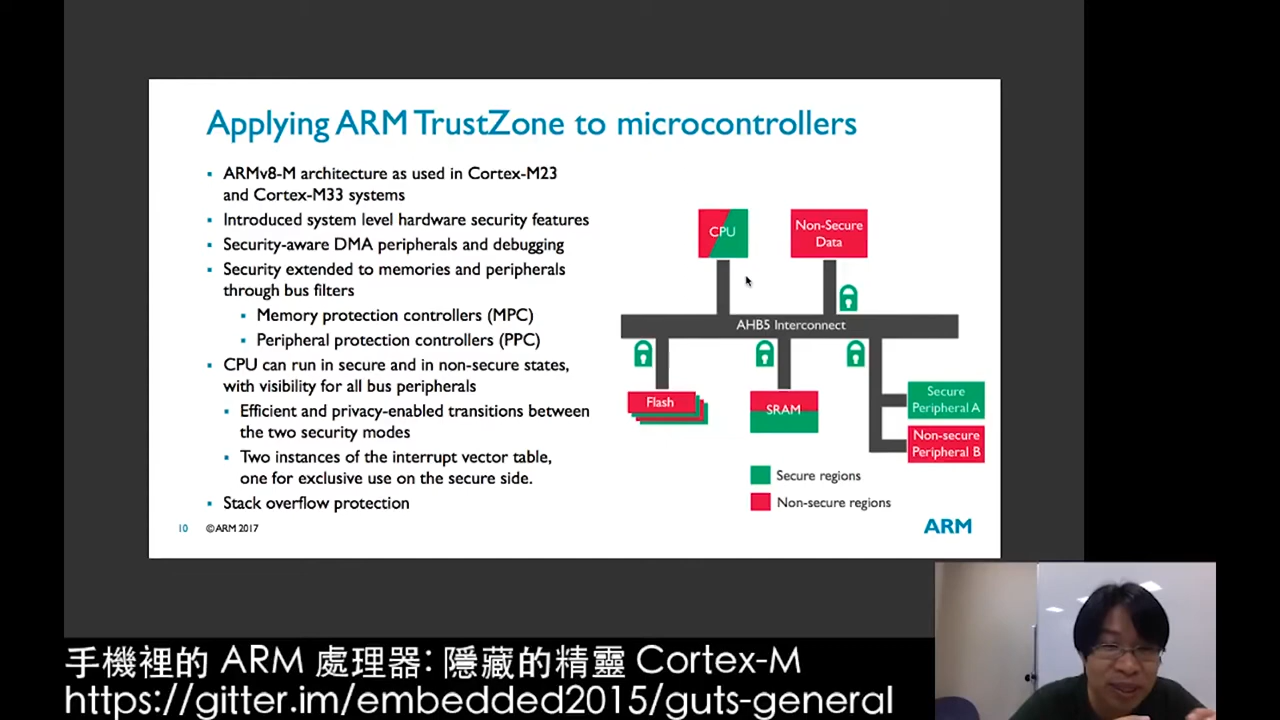 Applying ARM TrustZone to microcontrollers
ARMv8-M architecture as used in Cortex-M23
and Cortex-M33 systems
Introduced system level hardware security features
Security-aware DMA peripherals and debugging
Security extended to memories and peripherals
through bus filters
Memory protection controllers (MPC)
Peripheral protection controllers (PPC)
CPU can run in secure and in non-secure states,
with visibility for all bus peripherals
Efficient and privacy-enabled transitions between
the two security modes
Two instances of the interrupt vector table,
one for exclusive use on the secure side.
Stack overflow protection
CPU
Non-Secure
Data
AHB5 Interconnect
Flash
SRAM
Secure
Peripheral A
Non-secure
Peripheral B
Secure regions
Non-secure regions
10 ©ARM 2017
ARM
手機裡的 ARM 處理器: 隱藏的精靈 Cortex-M
https://gitter.im/embedded2015/guts-general